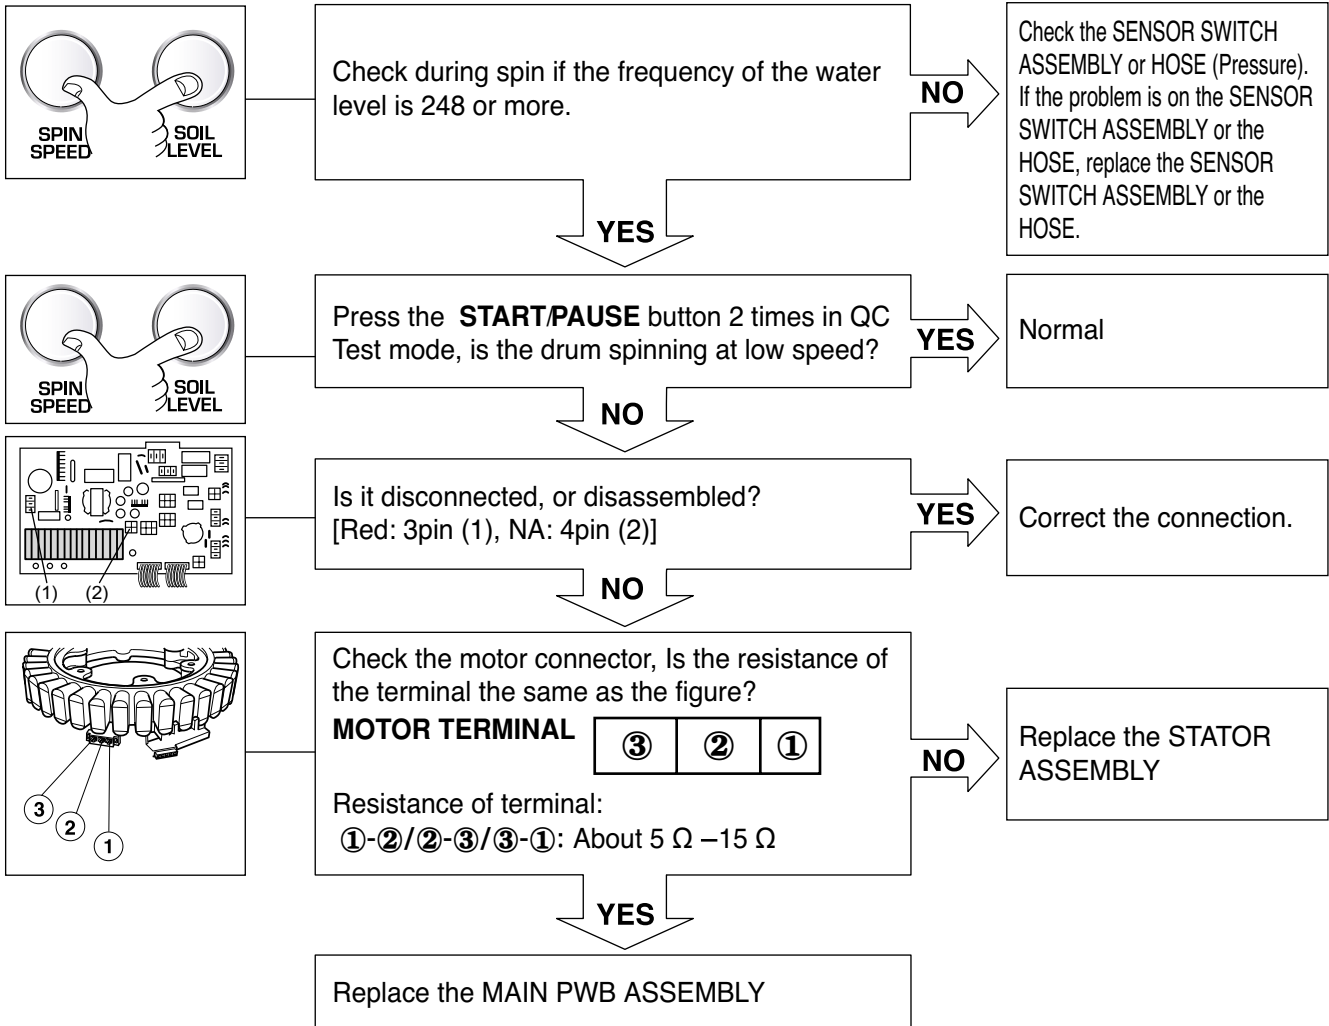 SPIN
SPEED
SOIL
LEVEL
Check during spin if the frequency of the water
level is 248 or more.
NO
Check the SENSOR SWITCH
ASSEMBLY or HOSE (Pressure).
If the problem is on the SENSOR
SWITCH ASSEMBLY or the
HOSE, replace the SENSOR
SWITCH ASSEMBLY or the
HOSE.
YES
SPIN
SPEED
SOIL
LEVEL
Press the START/PAUSE button 2 times in QC
Test mode, is the drum spinning at low speed?
YES
Normal
NO
(1) (2)
Is it disconnected, or disassembled?
[Red: 3pin (1), NA: 4pin (2)]
YES
Correct the connection.
NO
3
2
1
Check the motor connector, Is the resistance of
the terminal the same as the figure?
MOTOR TERMINAL ③ ② ①
Resistance of terminal:
①-②/②-③/③-①: About 5 Ω –15 Ω
NO
Replace the STATOR
ASSEMBLY
YES
Replace the MAIN PWB ASSEMBLY